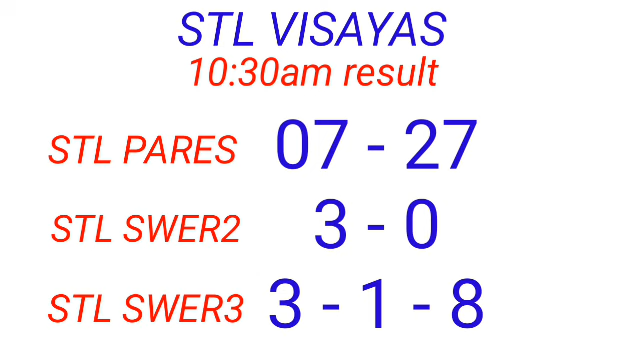 STL VISAYAS
10:30am result
STL PARES 07 - 27
STL SWER2 3 - 0
STL SWER3 3 - 1 - 8